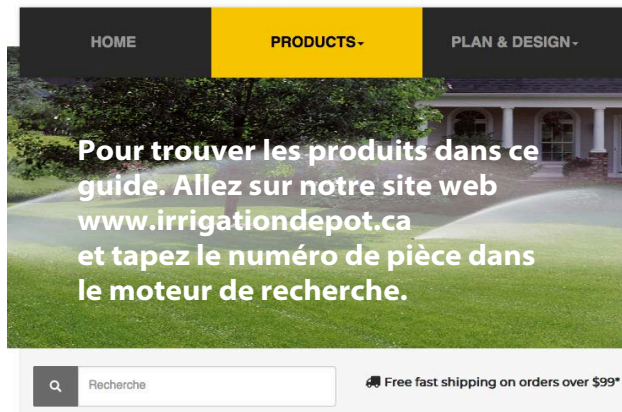 HOME PRODUCTS PLAN & DESIGN
Pour trouver les produits dans ce
guide. Allez sur notre site web
www.irrigationdepot.ca
et tapez le numéro de pièce dans
le moteur de recherche.
Recherche Free fast shipping on orders over $99*